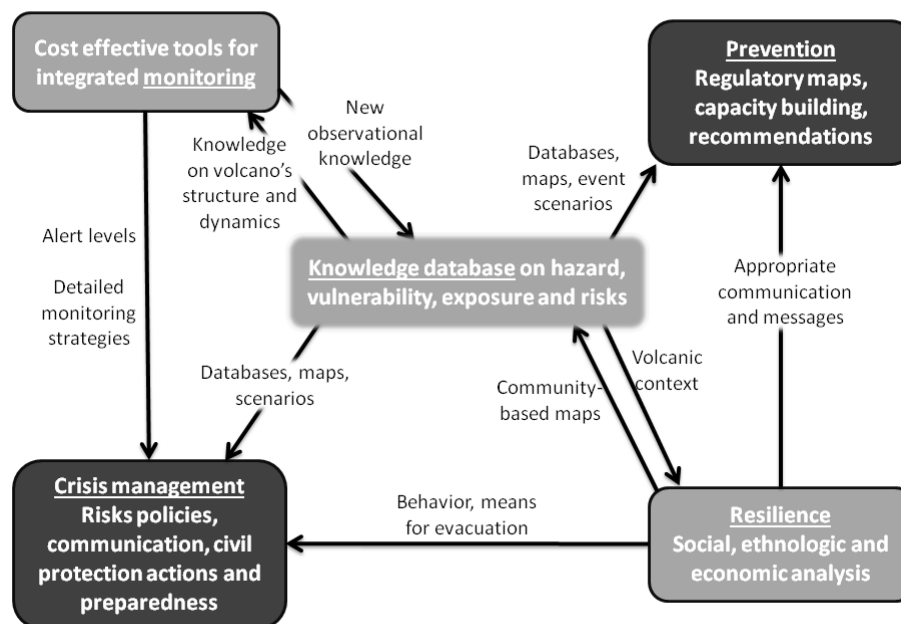 Cost effective tools for
integrated monitoring
Prevention
Regulatory maps,
capacity building,
recommendations
New
observational
knowledge
Knowledge
on volcano's
structure and
dynamics
Databases,
maps, event
scenarios
Alert levels
Detailed
monitoring
strategies
Knowledge database on hazard,
vulnerability, exposure and risks
Appropriate
communication
and messages
Databases, maps,
scenarios
Volcanic
context
Community-
based maps
Crisis management
Risks policies,
communication, civil
protection actions and
preparedness
Behavior, means
for evacuation
Resilience
Social, ethnologic and
economic analysis